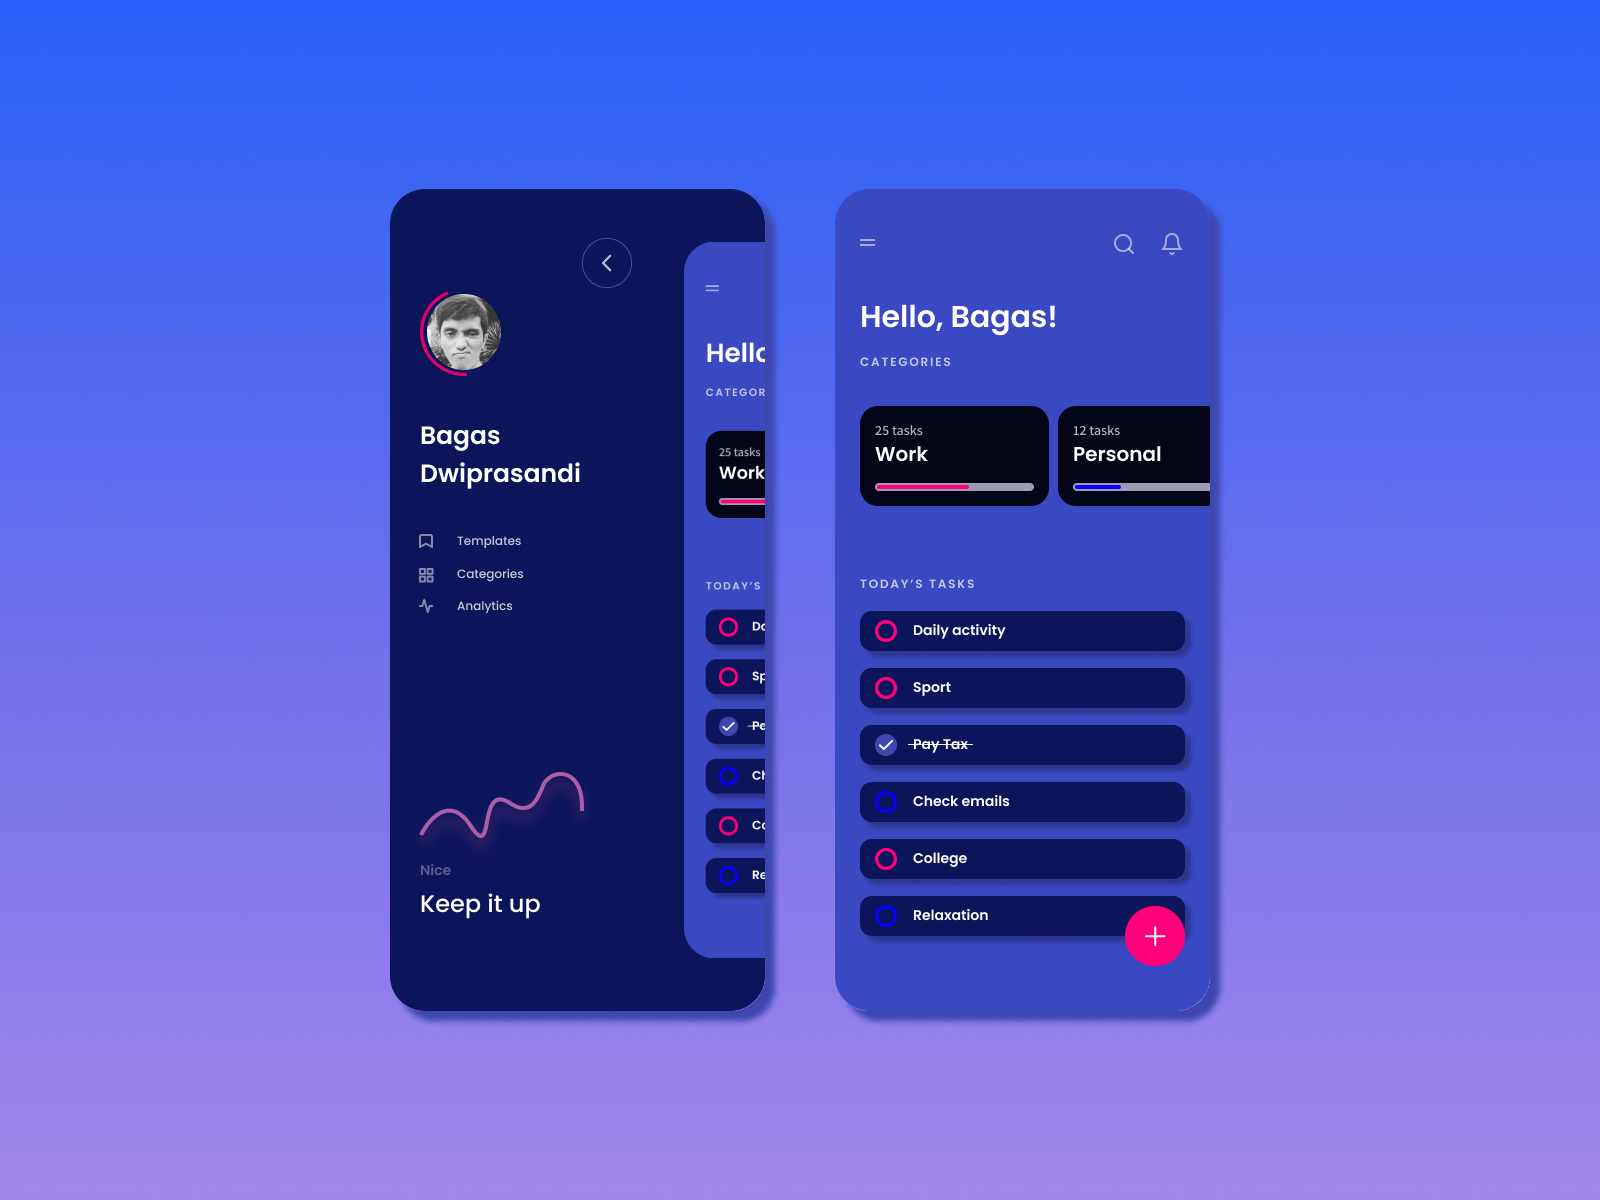 Bagas
Dwiprasandi
Templates
Categories
Analytics
Nice
Keep it up
Hello
CATEGOR
25 tasks
Work
TODAY'S
Da
Sp
Pe
Ch
Co
Re
Hello, Bagas!
CATEGORIES
25 tasks
Work
12 tasks
Personal
TODAY'S TASKS
Daily activity
Sport
Pay Tax
Check emails
College
Relaxation